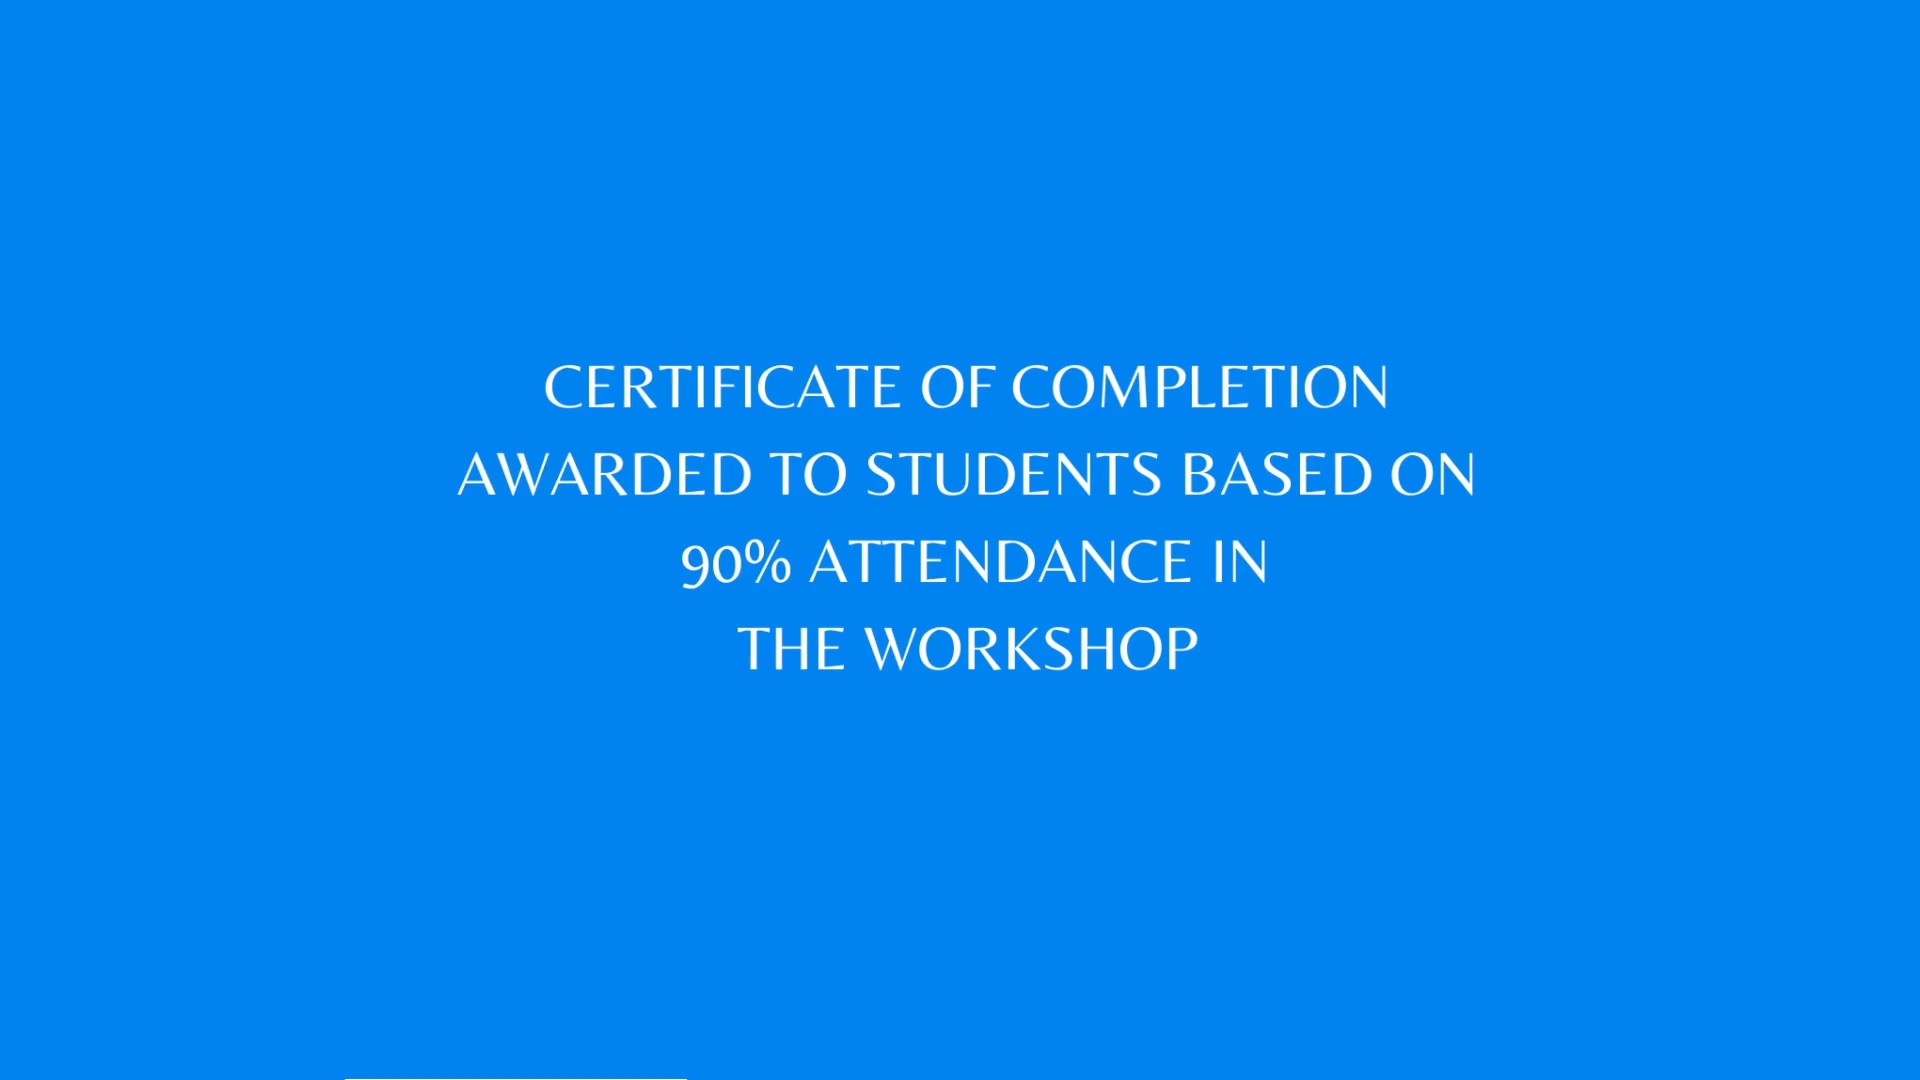 CERTIFICATE OF COMPLETION
AWARDED TO STUDENTS BASED ON
90% ATTENDANCE IN
THE WORKSHOP